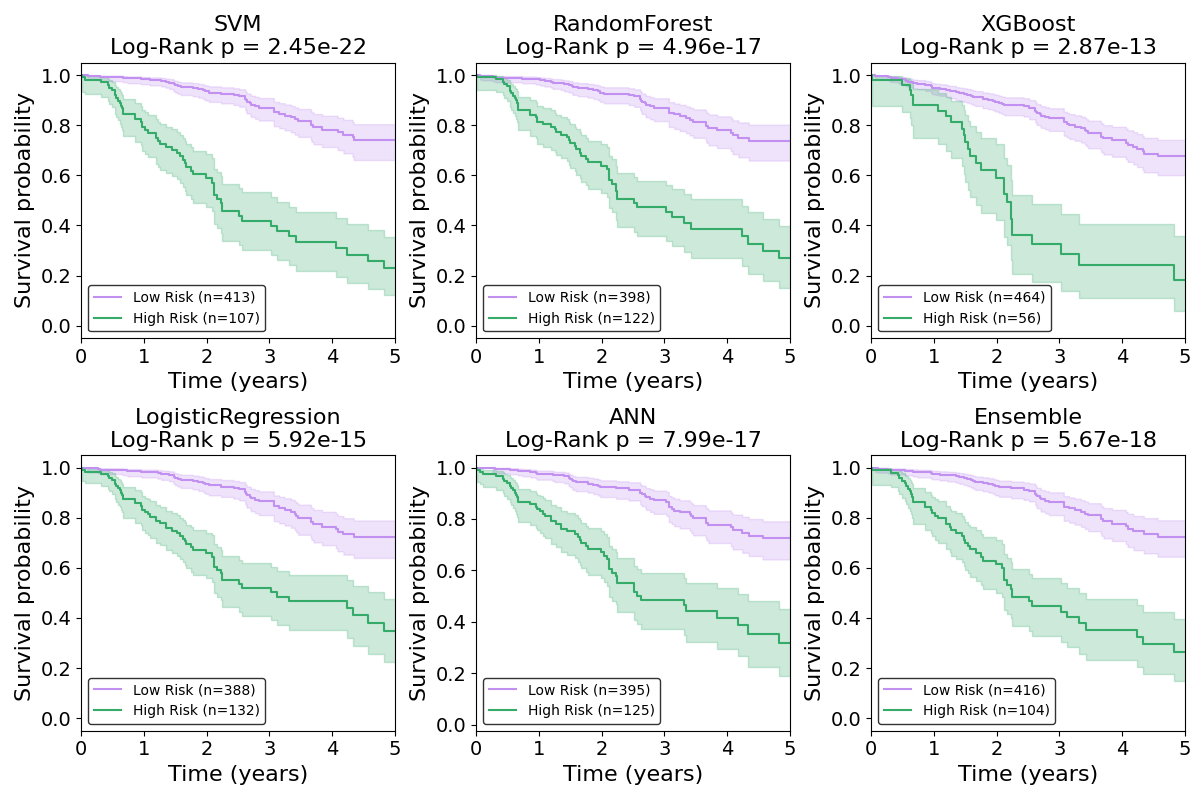 SVM
Log-Rank p = 2.45e-22
Survival probability
1.0
0.8
0.6
0.4
0.2
0.0
Low Risk (n=413)
High Risk (n=107)
0 1 2 3 4 5
Time (years)
RandomForest
Log-Rank p = 4.96e-17
Survival probability
1.0
0.8
0.6
0.4
0.2
0.0
Low Risk (n=398)
High Risk (n=122)
0 1 2 3 4 5
Time (years)
XGBoost
Log-Rank p = 2.87e-13
Survival probability
1.0
0.8
0.6
0.4
0.2
0.0
Low Risk (n=464)
High Risk (n=56)
0 1 2 3 4 5
Time (years)
LogisticRegression
Log-Rank p = 5.92e-15
Survival probability
1.0
0.8
0.6
0.4
0.2
0.0
Low Risk (n=388)
High Risk (n=132)
0 1 2 3 4 5
Time (years)
ANN
Log-Rank p = 7.99e-17
Survival probability
1.0
0.8
0.6
0.4
0.2
0.0
Low Risk (n=395)
High Risk (n=125)
0 1 2 3 4 5
Time (years)
Ensemble
Log-Rank p = 5.67e-18
Survival probability
1.0
0.8
0.6
0.4
0.2
0.0
Low Risk (n=416)
High Risk (n=104)
0 1 2 3 4 5
Time (years)